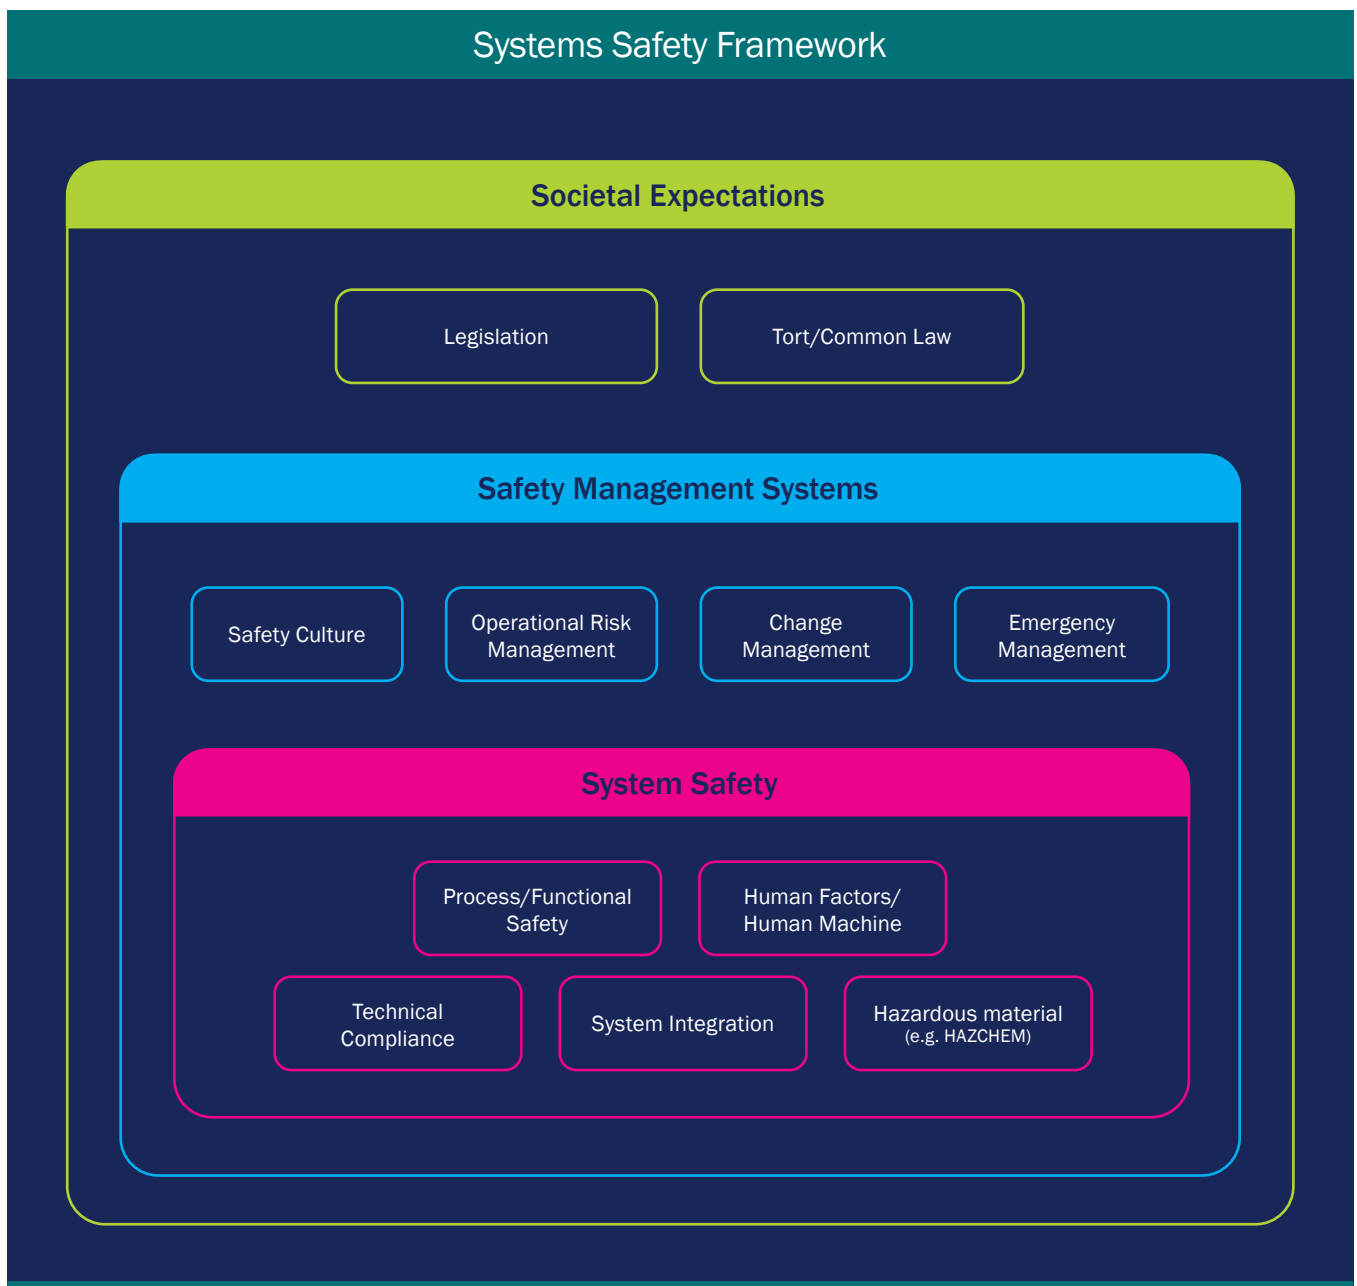 Systems Safety Framework
Societal Expectations
Legislation
Tort/Common Law
Safety Management Systems
Safety Culture
Operational Risk
Management
Change
Management
Emergency
Management
System Safety
Process/Functional
Safety
Human Factors/
Human Machine
Technical
Compliance
System Integration
Hazardous material
(e.g. HAZCHEM)